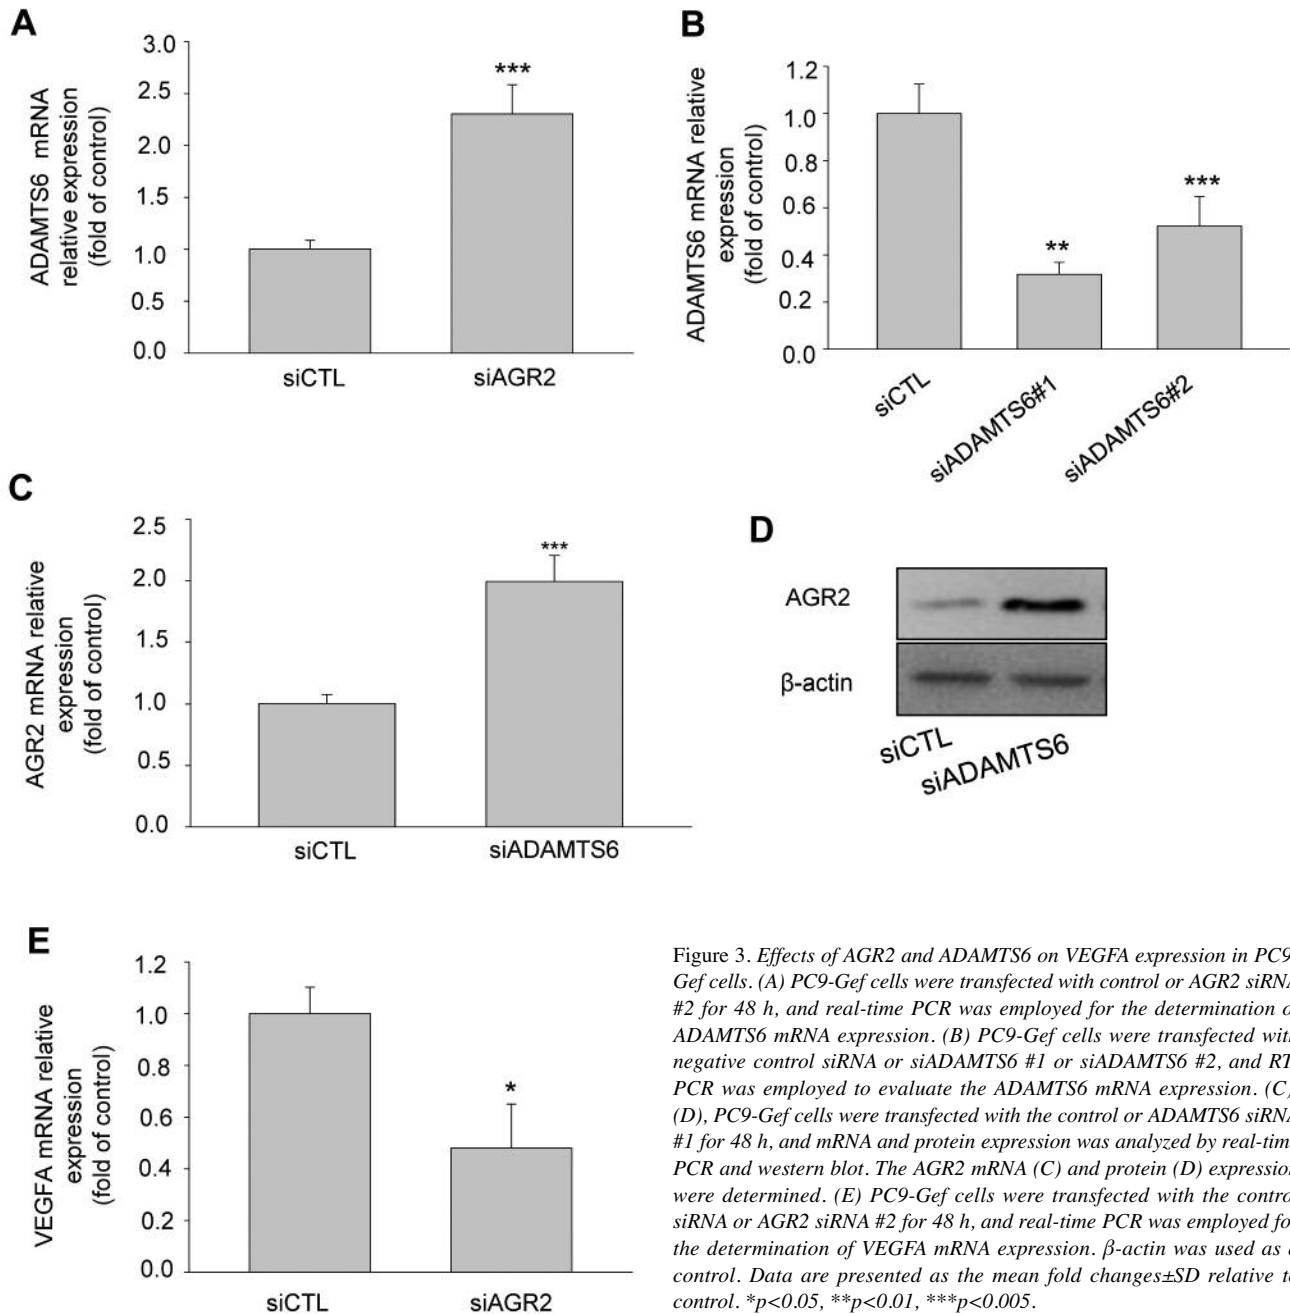 A
ADAMTS6 mRNA
relative expression
(fold of control)
3.0
2.5
2.0
1.5
1.0
0.5
0.0
***
siCTL
siAGR2
B
ADAMTS6 mRNA relative
expression
(fold of control)
1.2
1.0
0.8
0.6
0.4
0.2
0.0
**
***
siCTL
siADAMTS6#1
siADAMTS6#2
C
AGR2 mRNA relative
expression
(fold of control)
2.5
2.0
1.5
1.0
0.5
0.0
***
siCTL
siADAMTS6
D
AGR2
β-actin
siCTL
siADAMTS6
E
VEGFA mRNA relative
expression
(fold of control)
1.2
1.0
0.8
0.6
0.4
0.2
0.0
*
siCTL
siAGR2
Figure 3. Effects of AGR2 and ADAMTS6 on VEGFA expression in PC9
Gef cells. (A) PC9-Gef cells were transfected with control or AGR2 siRNA
#2 for 48 h, and real-time PCR was employed for the determination o
ADAMTS6 mRNA expression. (B) PC9-Gef cells were transfected with
negative control siRNA or siADAMTS6 #1 or siADAMTS6 #2, and RT
PCR was employed to evaluate the ADAMTS6 mRNA expression. (C)
(D), PC9-Gef cells were transfected with the control or ADAMTS6 siRNA
#1 for 48 h, and mRNA and protein expression was analyzed by real-tim
PCR and western blot. The AGR2 mRNA (C) and protein (D) expression
were determined. (E) PC9-Gef cells were transfected with the contro
siRNA or AGR2 siRNA #2 for 48 h, and real-time PCR was employed fo
the determination of VEGFA mRNA expression. β-actin was used as a
control. Data are presented as the mean fold changes±SD relative to
control. *p<0.05, **p<0.01, ***p<0.005.